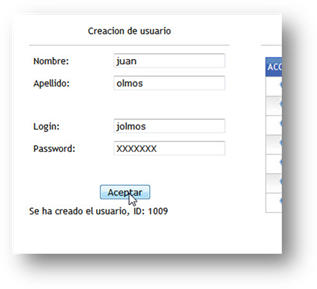 Creacion de usuario
Nombre: juan
Apellido: olmos
Login: jolmos
Password: XXXXXXX
Aceptar
Se ha creado el usuario, ID: 1009